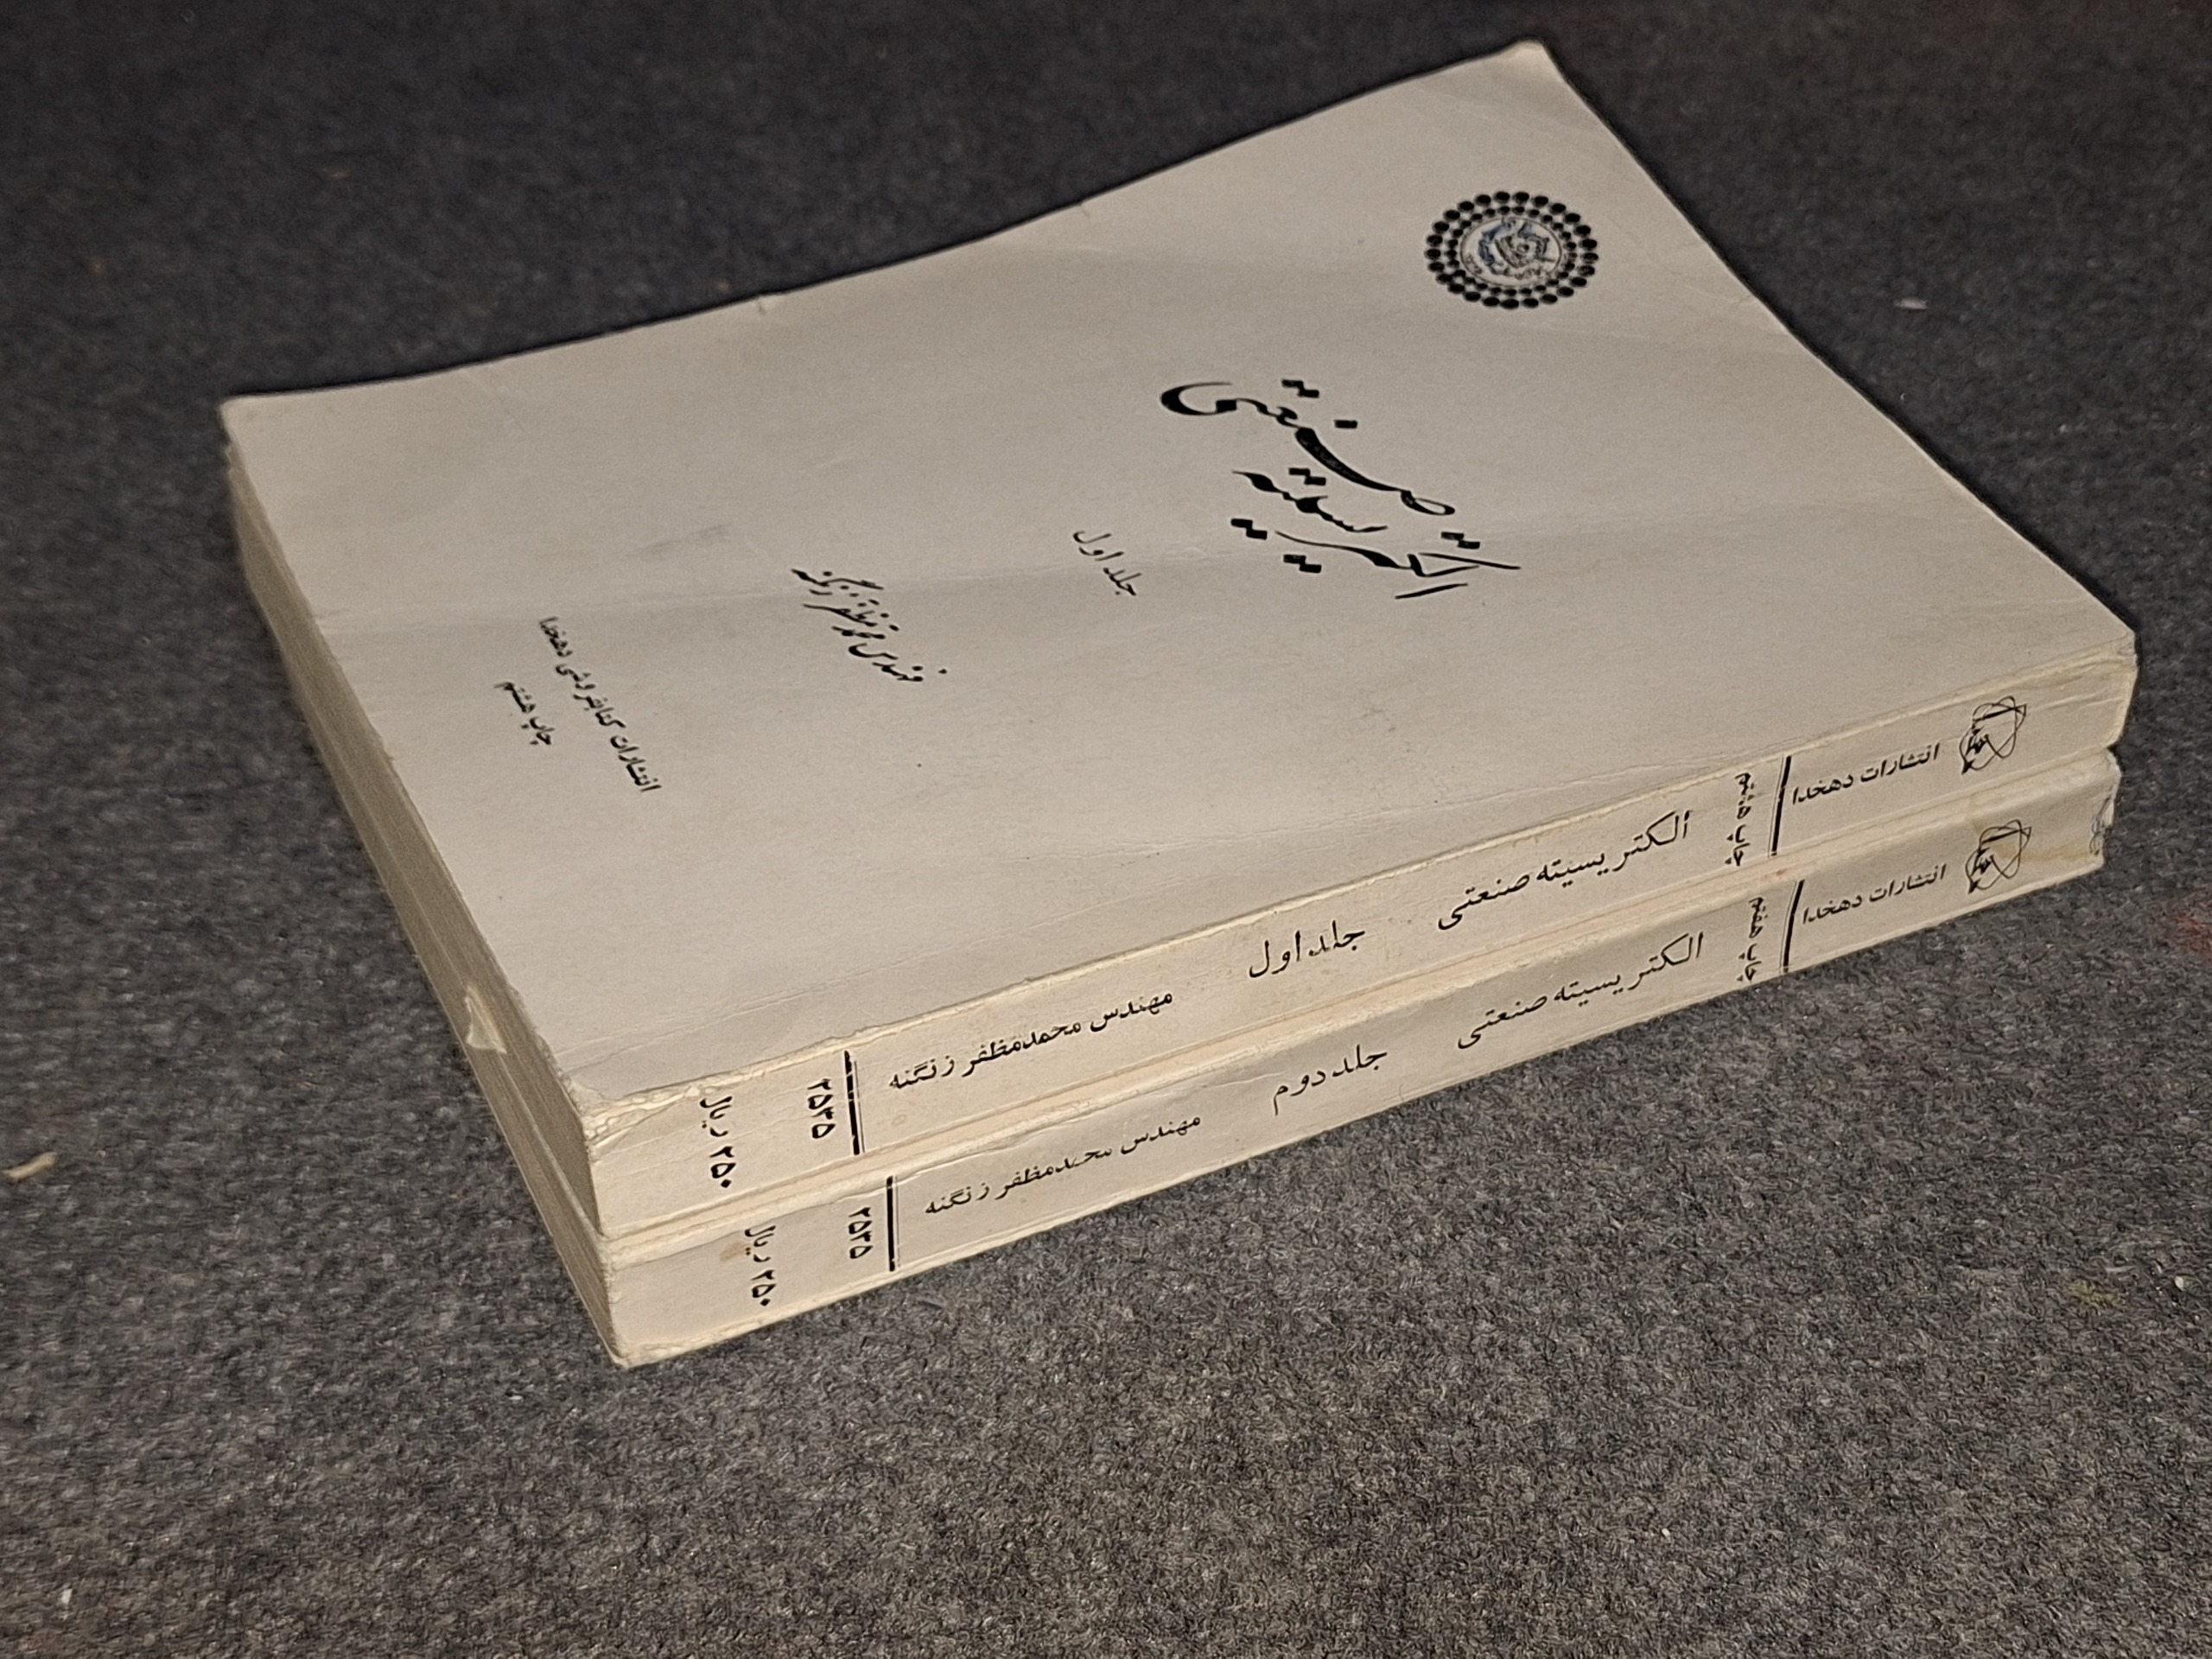 الکتریسیته صنعتی
جلد اول
مهندس محمد مظفر زنگنه
انتشارات کتابفروشی دهخدا
چاپ هشتم
انتشارات دهخدا
چاپ هشتم
الکتریسیته صنعتی
جلد اول
مهندس محمد مظفر زنگنه
۲۵۳۵
۲۵۰ ریال
انتشارات دهخدا
چاپ هفتم
الکتریسیته صنعتی
جلد دوم
مهندس محمد مظفر زنگنه
۲۵۳۵
۲۵۰ ریال